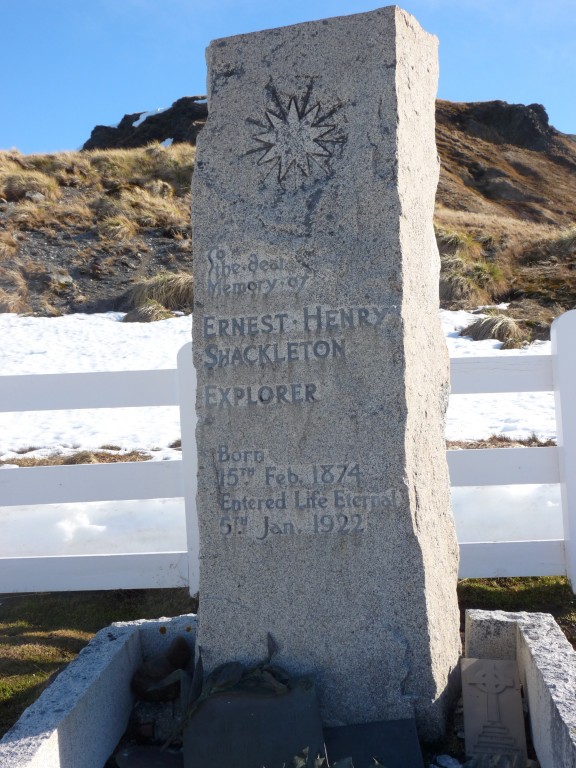 To
the dear
Memory of
ERNEST · HENRY
SHACKLETON
EXPLORER
Born
15TH Feb. 1874
Entered Life Eternal
5TH Jan. 1922